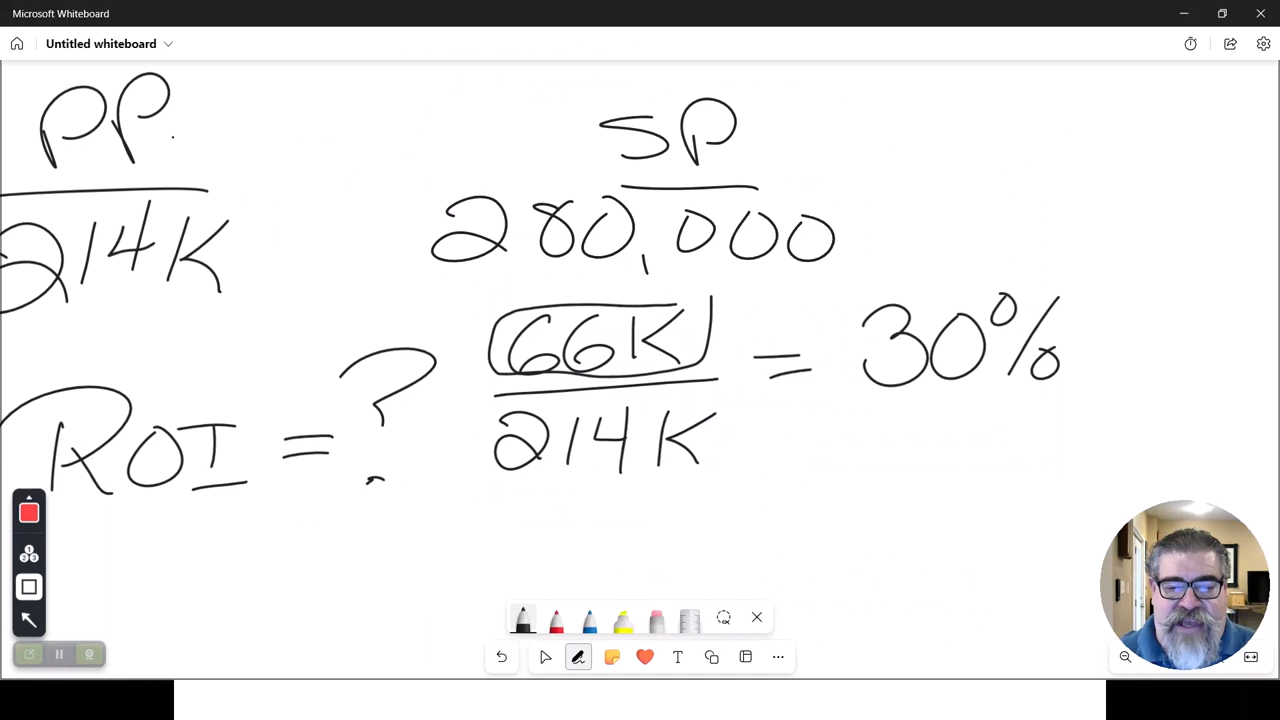 Microsoft Whiteboard
Untitled whiteboard
PP.
214K
SP
280,000
66K
214K
= 30%
ROI = ?